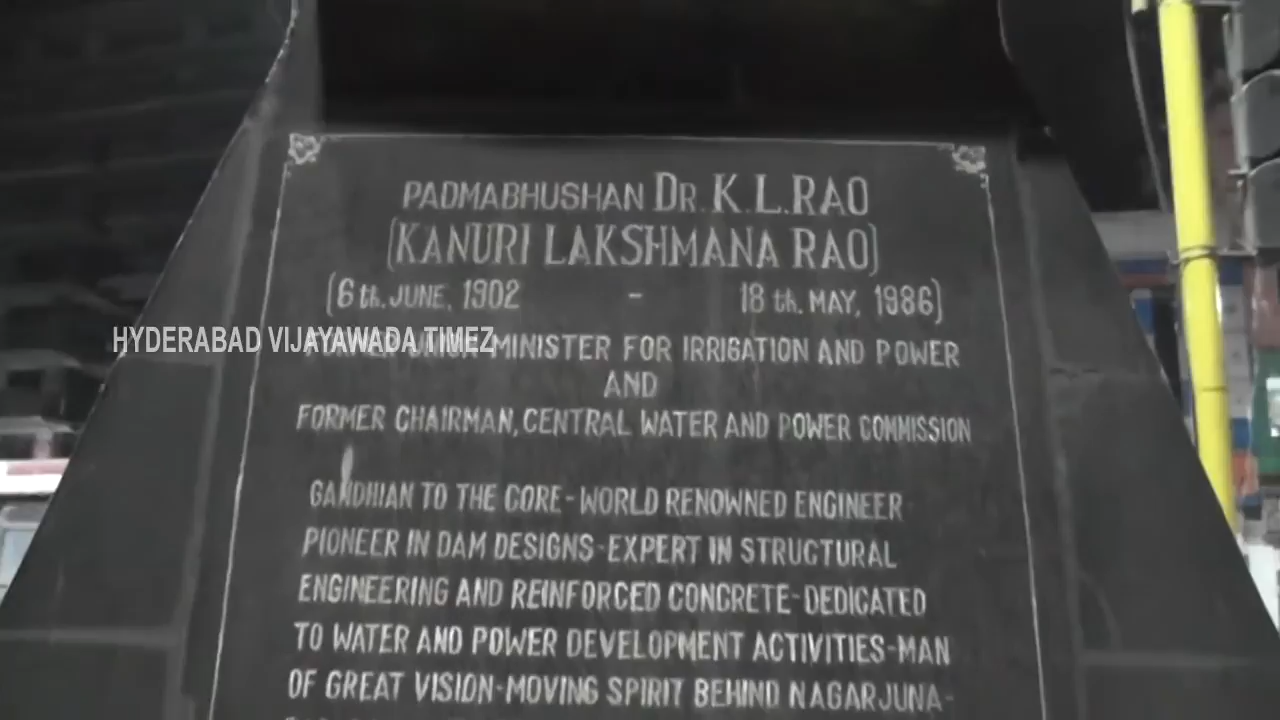 PADMABHUSHAN DR. K.L.RAO
(KANURI LAKSHMANA RAO)
(6th. JUNE, 1902 - 18th. MAY, 1986)
HYDERABAD VIJAYAWADA TIMEZ
MINISTER FOR IRRIGATION AND POWER
AND
FORMER CHAIRMAN, CENTRAL WATER AND POWER COMMISSION
GANDHIAN TO THE CORE-WORLD RENOWNED ENGINEER
PIONEER IN DAM DESIGNS-EXPERT IN STRUCTURAL
ENGINEERING AND REINFORCED CONCRETE-DEDICATED
TO WATER AND POWER DEVELOPMENT ACTIVITIES-MAN
OF GREAT VISION-MOVING SPIRIT BEHIND NAGARJUNA-